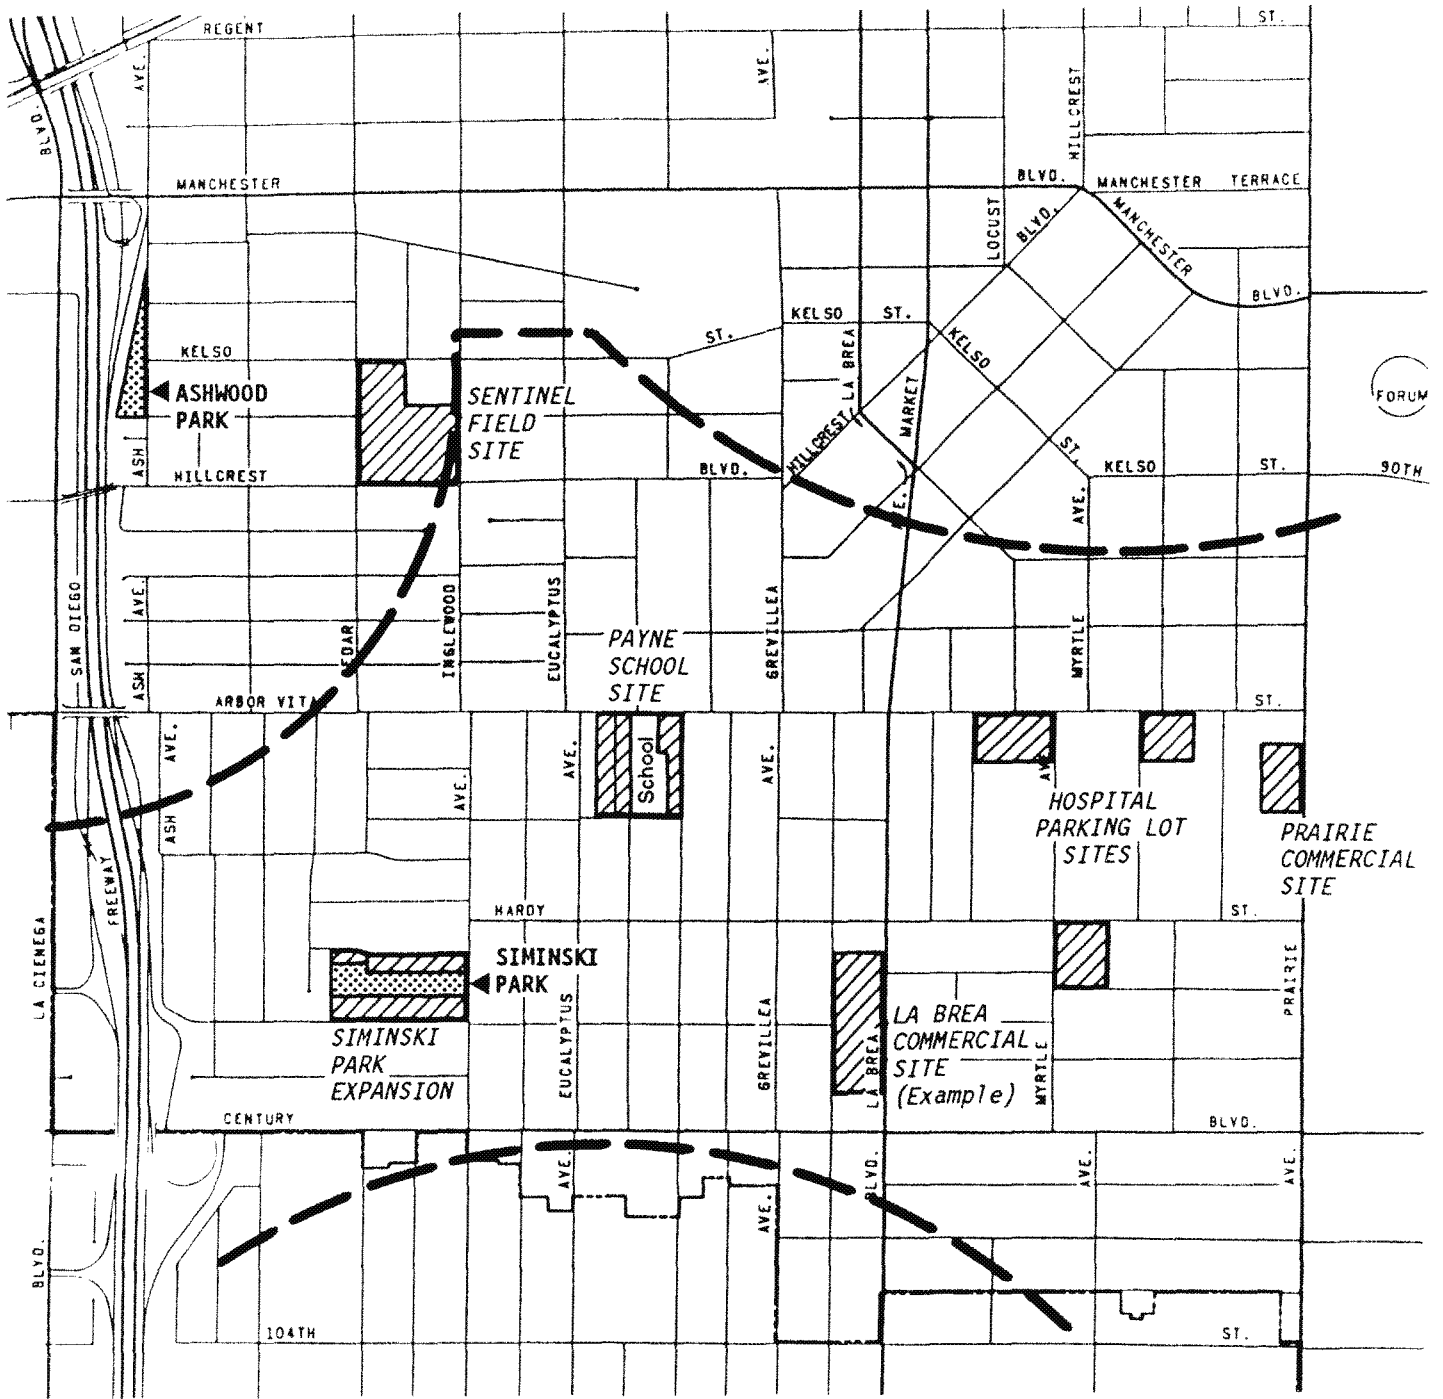 REGENT
ST.
AVE.
AVE.
HILLCREST
BLVD.
MANCHESTER
BLVD.
MANCHESTER TERRACE
LOCUST
BLVD.
MANCHESTER
BLVD.
KELSO ST.
ST.
KELSO
LA BREA
KELSO
MARKET
ASHWOOD
PARK
SENTINEL
FIELD
SITE
FORUM
HILLCREST
ST.
ASH
HILLCREST
BLVD.
KELSO
ST.
90TH
AVE.
AVE.
SAN DIEGO
AVE.
ASH
CEDAR
INGLEWOOD
EUCALYPTUS
PAYNE
SCHOOL
SITE
GREVILLEA
MYRTLE
ARBOR VITA
ST.
AVE.
ASH
AVE.
AVE.
School
AVE.
AVE
HOSPITAL
PARKING LOT
SITES
PRAIRIE
COMMERCIAL
SITE
FREEWAY
HARDY
ST.
LA CIENEGA
SIMINSKI
PARK
PRAIRIE
SIMINSKI
PARK
EXPANSION
EUCALYPTUS
GREVILLEA
LA BREA
LA BREA
COMMERCIAL
SITE
(Example)
MYRTLE
CENTURY
BLVD.
AVE.
AVE.
BLVD.
AVE.
AVE.
BLVD.
104TH
ST.